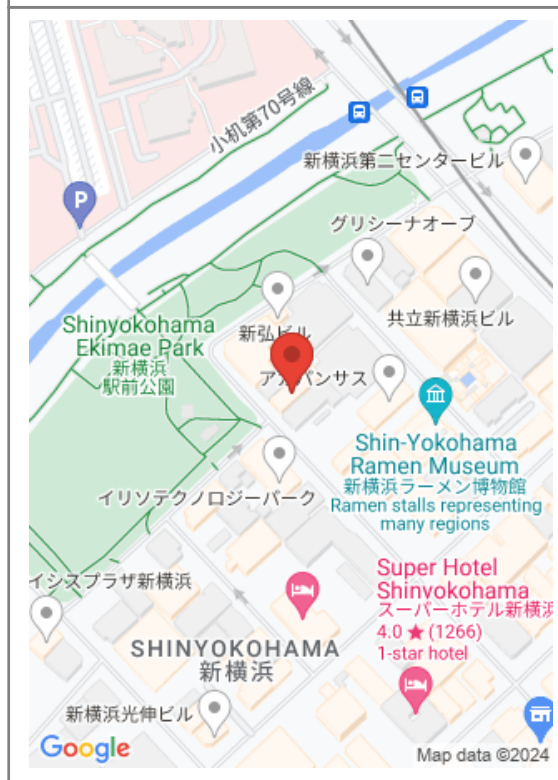 小机第70号線
新横浜第二センタービル
P
グリシーナオーブ
Shinyokohama
Ekimae Park
新横浜
駅前公園
新弘ビル
共立新横浜ビル
Shin-Yokohama
Ramen Museum
新横浜ラーメン博物館
Ramen stalls representing
many regions
イリソテクノロジーパーク
Super Hotel
Shinyokohama
スーパーホテル新横浜
4.0 ★ (1266)
1-star hotel
イシスプラザ新横浜
SHINYOKOHAMA
新横浜
新横浜光伸ビル
Google
Map data ©2024